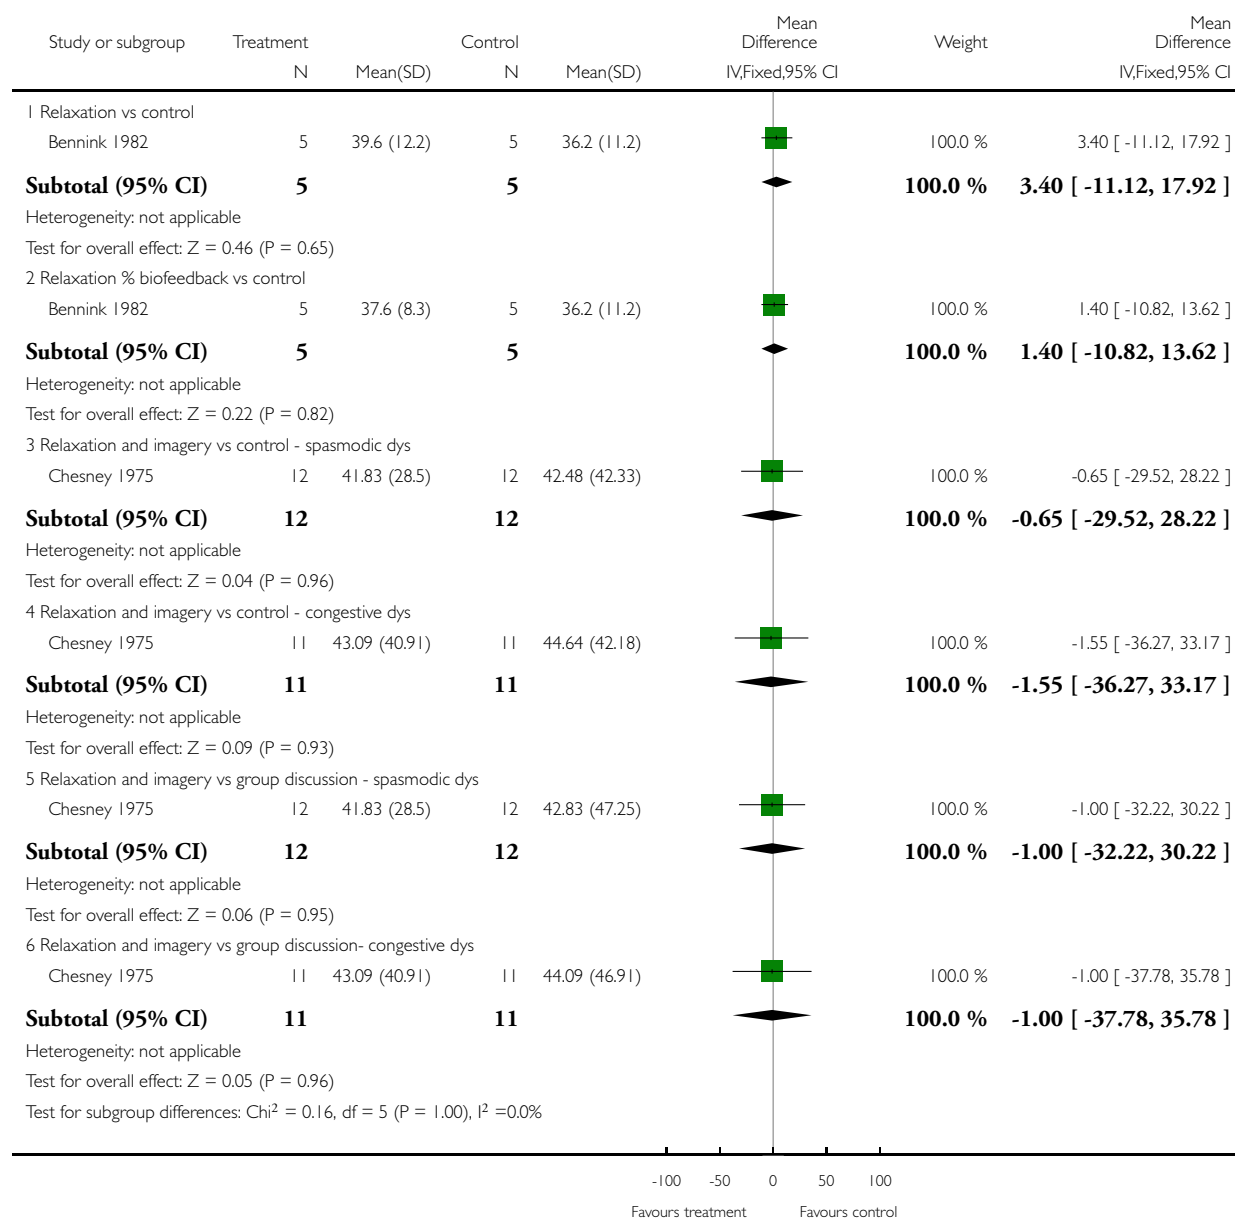 Study or subgroup Treatment Control Mean Difference Weight Mean Difference
N Mean(SD) N Mean(SD) IV,Fixed,95% CI IV,Fixed,95% CI
1 Relaxation vs control
Bennink 1982 5 39.6 (12.2) 5 36.2 (11.2) 100.0 % 3.40 [ -11.12, 17.92 ]
Subtotal (95% CI) 5 5 100.0 % 3.40 [ -11.12, 17.92 ]
Heterogeneity: not applicable
Test for overall effect: Z = 0.46 (P = 0.65)
2 Relaxation % biofeedback vs control
Bennink 1982 5 37.6 (8.3) 5 36.2 (11.2) 100.0 % 1.40 [ -10.82, 13.62 ]
Subtotal (95% CI) 5 5 100.0 % 1.40 [ -10.82, 13.62 ]
Heterogeneity: not applicable
Test for overall effect: Z = 0.22 (P = 0.82)
3 Relaxation and imagery vs control - spasmodic dys
Chesney 1975 12 41.83 (28.5) 12 42.48 (42.33) 100.0 % -0.65 [ -29.52, 28.22 ]
Subtotal (95% CI) 12 12 100.0 % -0.65 [ -29.52, 28.22 ]
Heterogeneity: not applicable
Test for overall effect: Z = 0.04 (P = 0.96)
4 Relaxation and imagery vs control - congestive dys
Chesney 1975 11 43.09 (40.91) 11 44.64 (42.18) 100.0 % -1.55 [ -36.27, 33.17 ]
Subtotal (95% CI) 11 11 100.0 % -1.55 [ -36.27, 33.17 ]
Heterogeneity: not applicable
Test for overall effect: Z = 0.09 (P = 0.93)
5 Relaxation and imagery vs group discussion - spasmodic dys
Chesney 1975 12 41.83 (28.5) 12 42.83 (47.25) 100.0 % -1.00 [ -32.22, 30.22 ]
Subtotal (95% CI) 12 12 100.0 % -1.00 [ -32.22, 30.22 ]
Heterogeneity: not applicable
Test for overall effect: Z = 0.06 (P = 0.95)
6 Relaxation and imagery vs group discussion- congestive dys
Chesney 1975 11 43.09 (40.91) 11 44.09 (46.91) 100.0 % -1.00 [ -37.78, 35.78 ]
Subtotal (95% CI) 11 11 100.0 % -1.00 [ -37.78, 35.78 ]
Heterogeneity: not applicable
Test for overall effect: Z = 0.05 (P = 0.96)
Test for subgroup differences: Chi² = 0.16, df = 5 (P = 1.00), I² =0.0%
-100 -50 0 50 100
Favours treatment Favours control